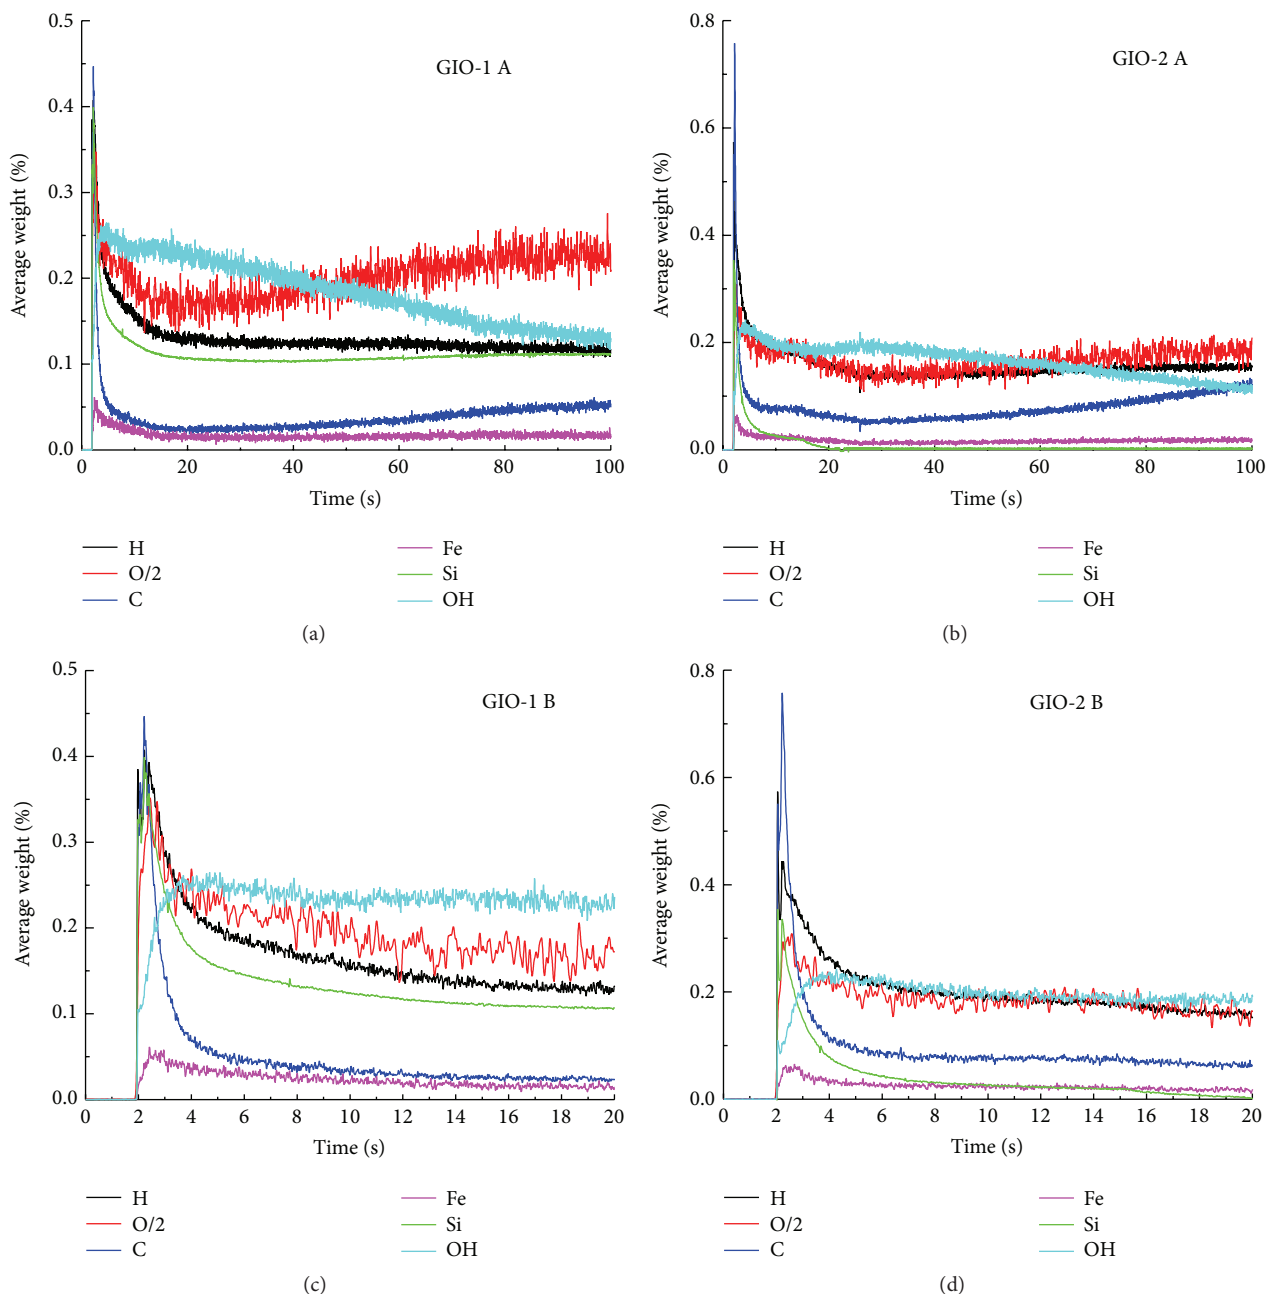 GIO-1 A
Average weight (%)
0.5
0.4
0.3
0.2
0.1
0.0
0 20 40 60 80 100
Time (s)
H
O/2
C
Fe
Si
OH
(a)
GIO-2 A
Average weight (%)
0.8
0.6
0.4
0.2
0.0
0 20 40 60 80 100
Time (s)
H
O/2
C
Fe
Si
OH
(b)
GIO-1 B
Average weight (%)
0.5
0.4
0.3
0.2
0.1
0.0
0 2 4 6 8 10 12 14 16 18 20
Time (s)
H
O/2
C
Fe
Si
OH
(c)
GIO-2 B
Average weight (%)
0.8
0.6
0.4
0.2
0.0
0 2 4 6 8 10 12 14 16 18 20
Time (s)
H
O/2
C
Fe
Si
OH
(d)